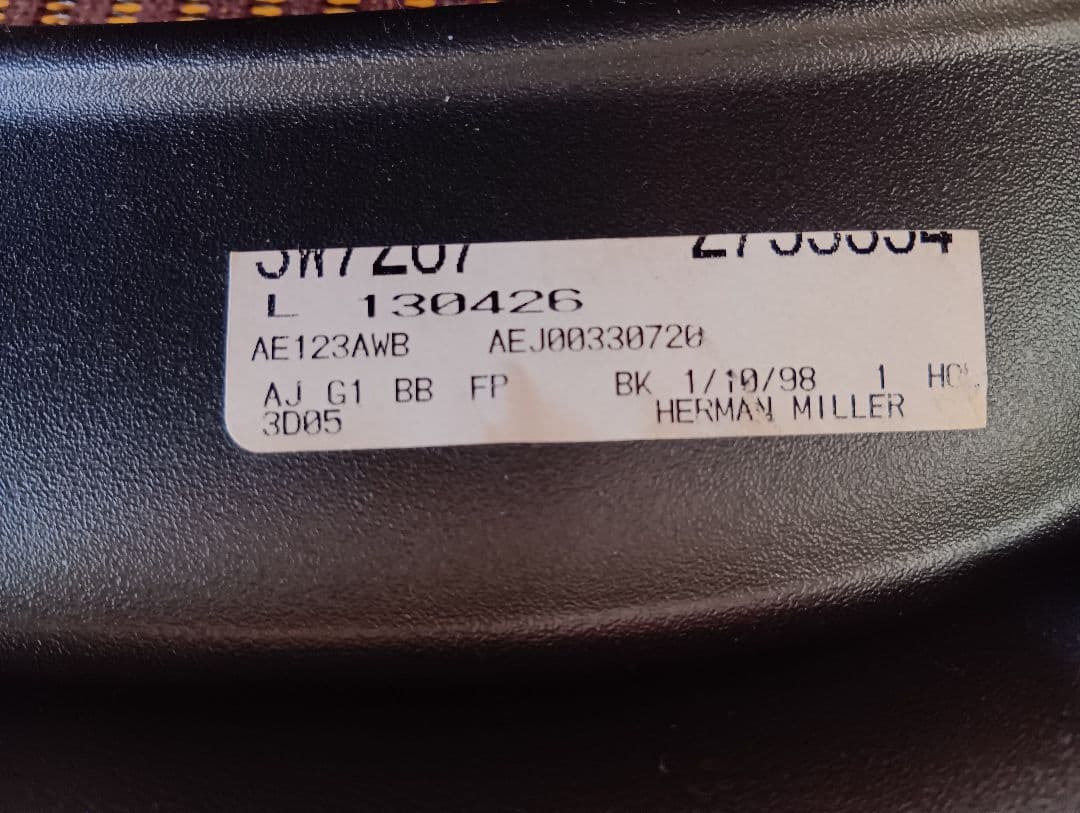 L 130426
AE123AWB AEJ00330720
AJ G1 BB FP BK 1/10/98 1
3D05 HERMAN MILLER